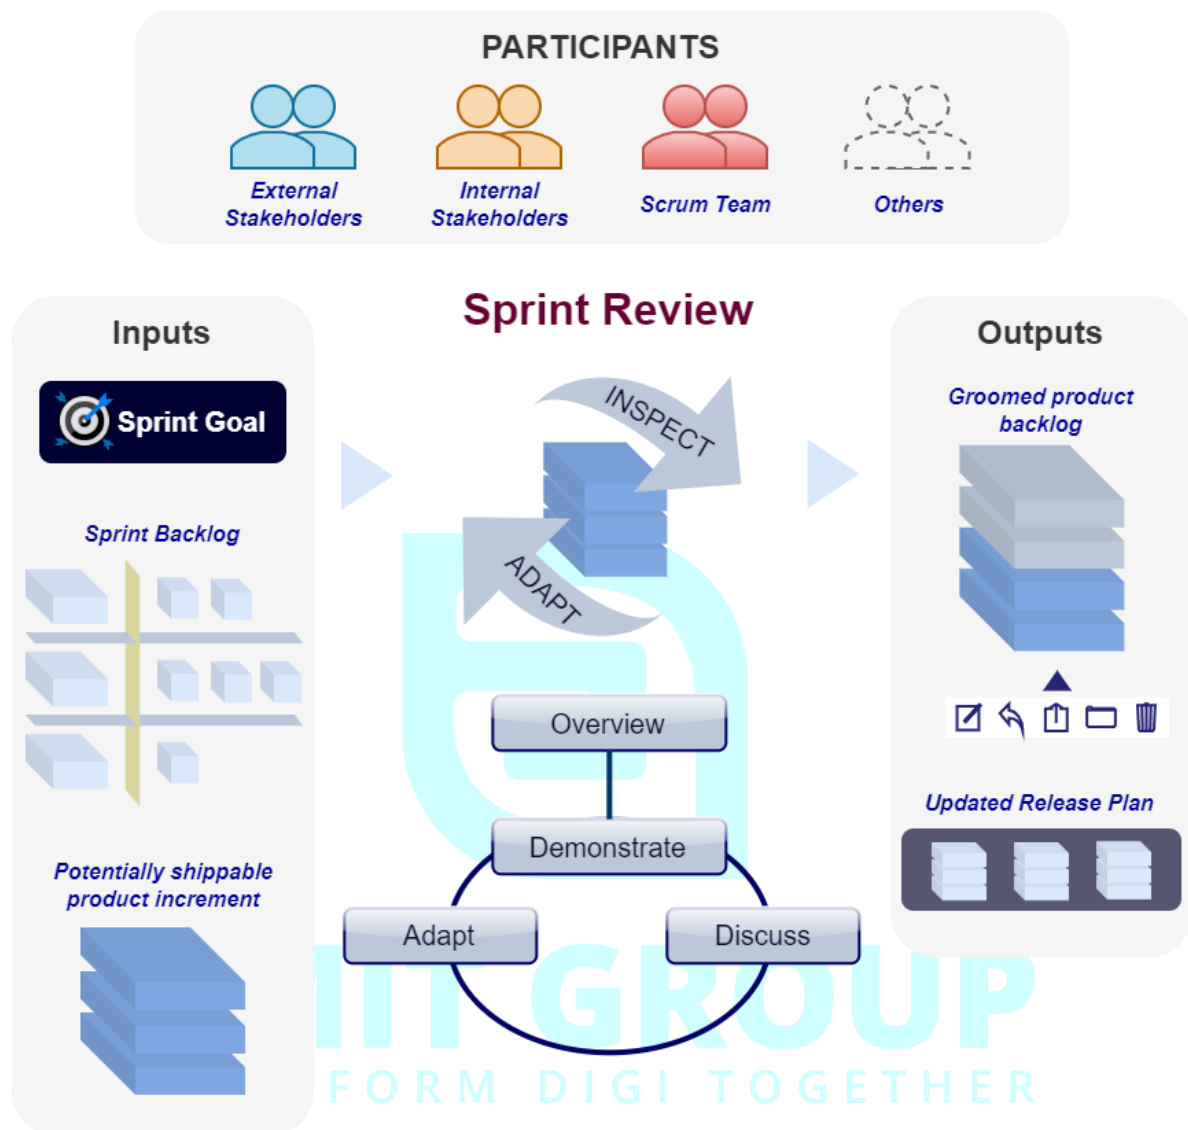 PARTICIPANTS
External
Stakeholders
Internal
Stakeholders
Scrum Team
Others
Sprint Review
Inputs
Sprint Goal
Sprint Backlog
Potentially shippable
product increment
INSPECT
ADAPT
Overview
Demonstrate
Adapt
Discuss
Outputs
Groomed product
backlog
Updated Release Plan
GROUP
FORM DIGI TOGETHER